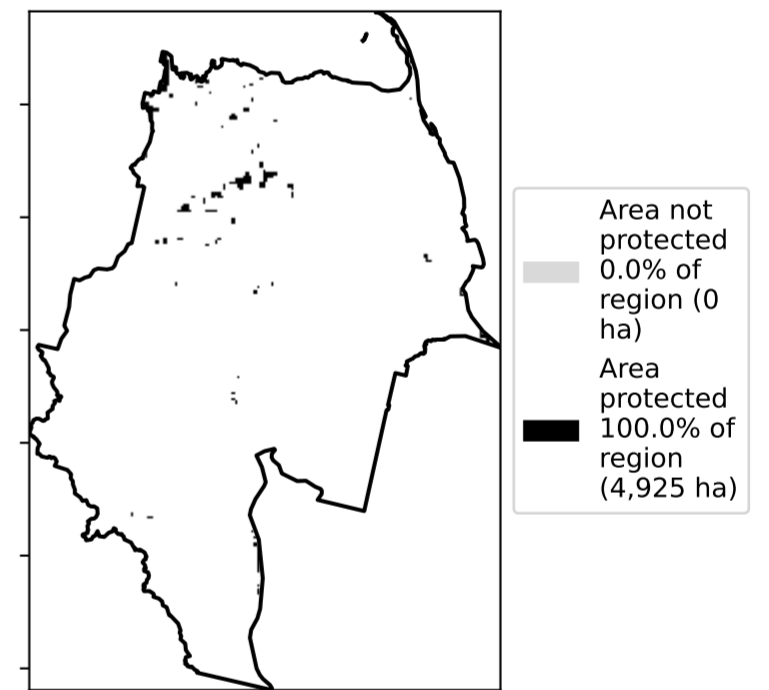 Area not
protected
0.0% of
region (0
ha)
Area
protected
100.0% of
region
(4,925 ha)